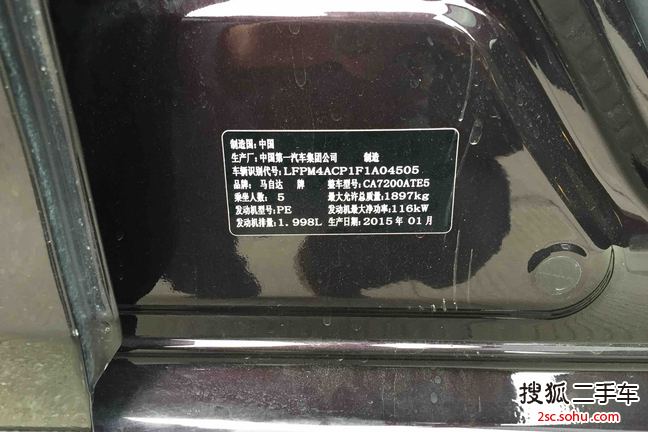 制造国:中国
生产厂:中国第一汽车集团公司 制造
车辆识别代号:LFPM4ACP1F1A04505
品牌:马自达牌 整车型号:CA7200ATE5
乘坐人数:5 最大允许总质量:1897kg
发动机型号:PE 发动机最大净功率:116kW
发动机排量:1.998L 生产日期:2015年01月
搜狐二手车
2sc.sohu.com